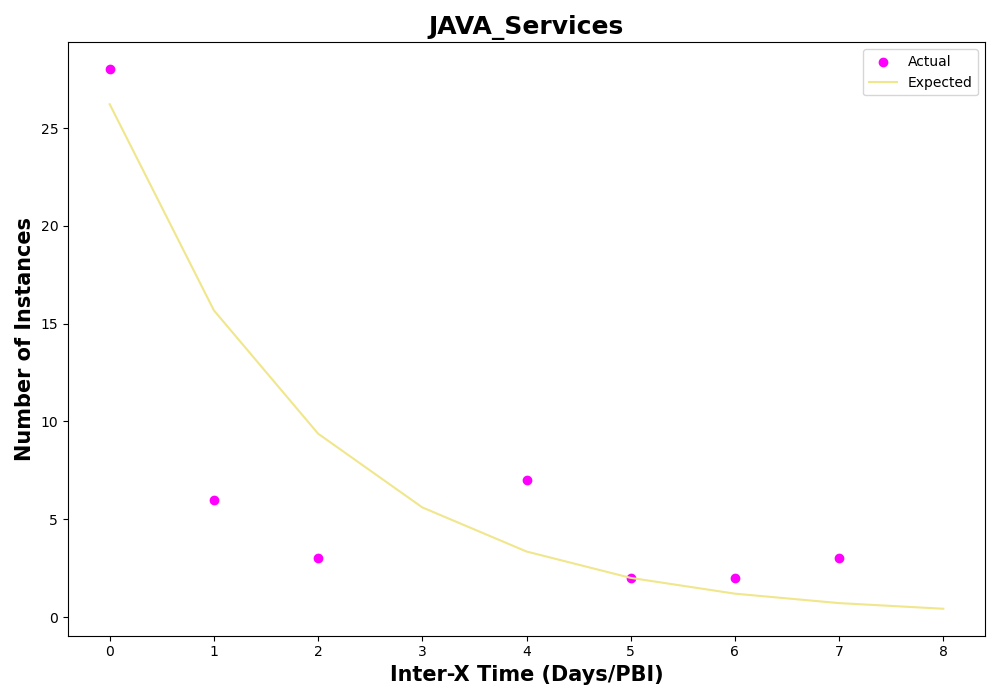 JAVA_Services
Actual
Expected
Number of Instances
25
20
15
10
5
0
0 1 2 3 4 5 6 7 8
Inter-X Time (Days/PBI)